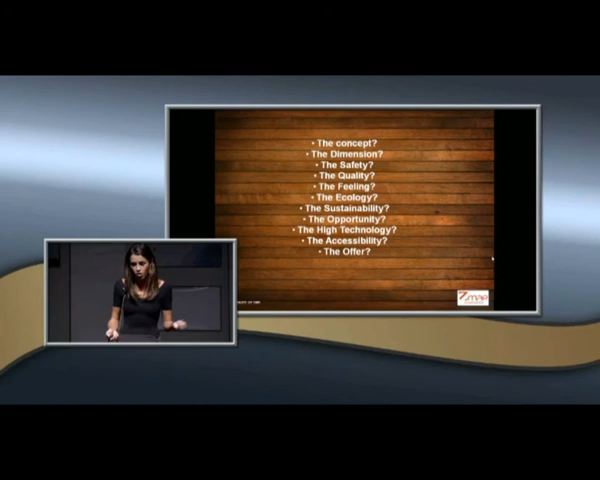 • The concept?
• The Dimension?
• The Safety?
• The Quality?
• The Feeling?
• The Ecology?
• The Sustainability?
• The Opportunity?
• The High Technology?
• The Accessibility?
• The Offer?